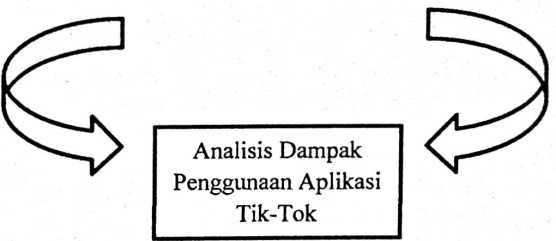 Analisis Dampak
Penggunaan Aplikasi
Tik-Tok